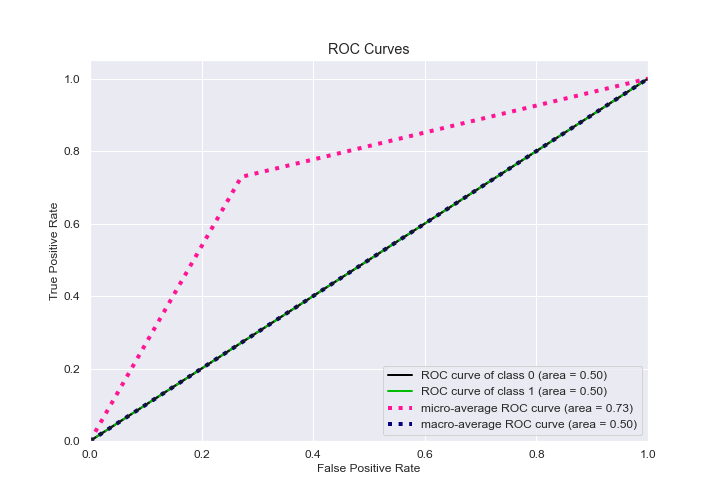 ROC Curves
1.0
0.8
0.6
0.4
0.2
0.0
True Positive Rate
ROC curve of class 0 (area = 0.50)
ROC curve of class 1 (area = 0.50)
micro-average ROC curve (area = 0.73)
macro-average ROC curve (area = 0.50)
0.0 0.2 0.4 0.6 0.8 1.0
False Positive Rate